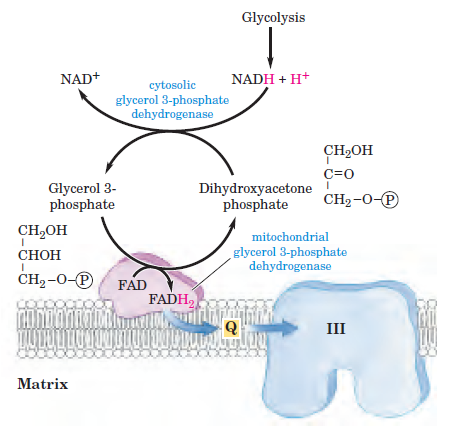 Glycolysis
NAD⁺
NADH + H⁺
cytosolic
glycerol 3-phosphate
dehydrogenase
CH₂OH
C=O
CH₂–O–Ⓟ
Glycerol 3-
phosphate
Dihydroxyacetone
phosphate
CH₂OH
CHOH
CH₂–O–Ⓟ
mitochondrial
glycerol 3-phosphate
dehydrogenase
FAD
FADH₂
Q
III
Matrix